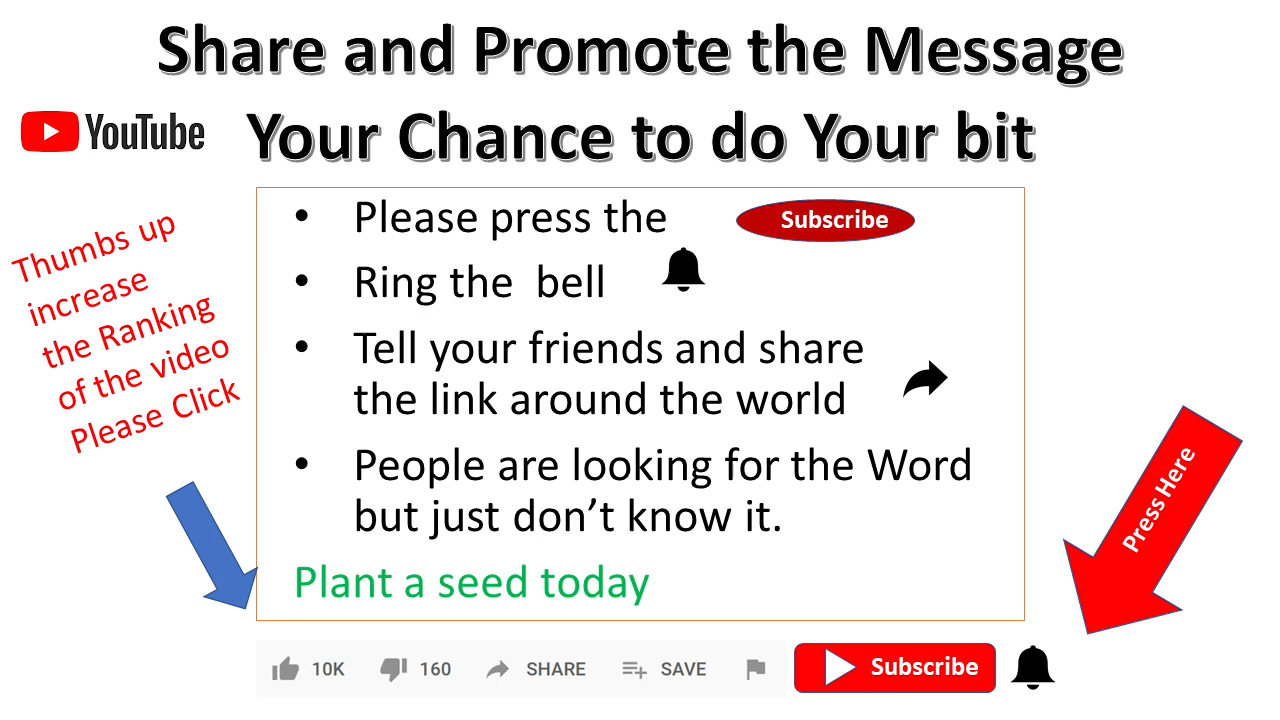 Share and Promote the Message
YouTube
Your Chance to do Your bit
Thumbs up
increase
the Ranking
of the video
Please Click
• Please press the
Subscribe
• Ring the bell
• Tell your friends and share
the link around the world
• People are looking for the Word
but just don’t know it.
Plant a seed today
Press Here
10K 160 SHARE SAVE
Subscribe